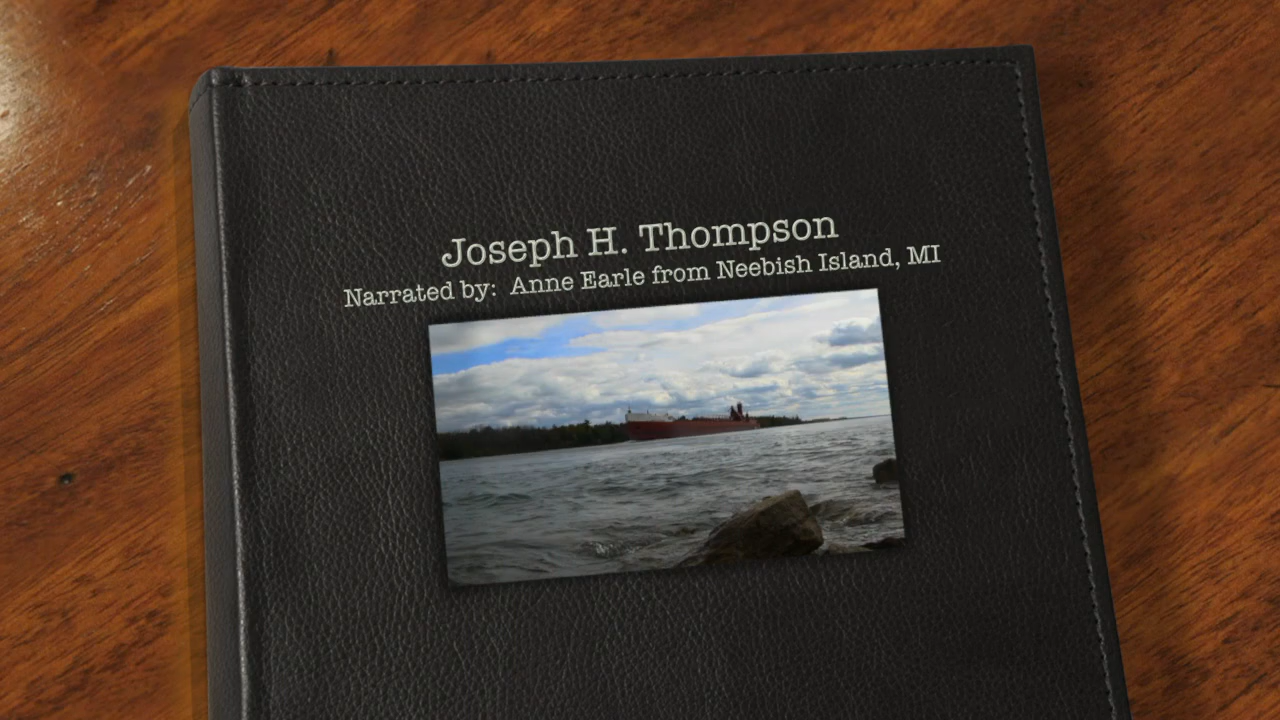 Joseph H. Thompson
Narrated by: Anne Earle from Neebish Island, MI